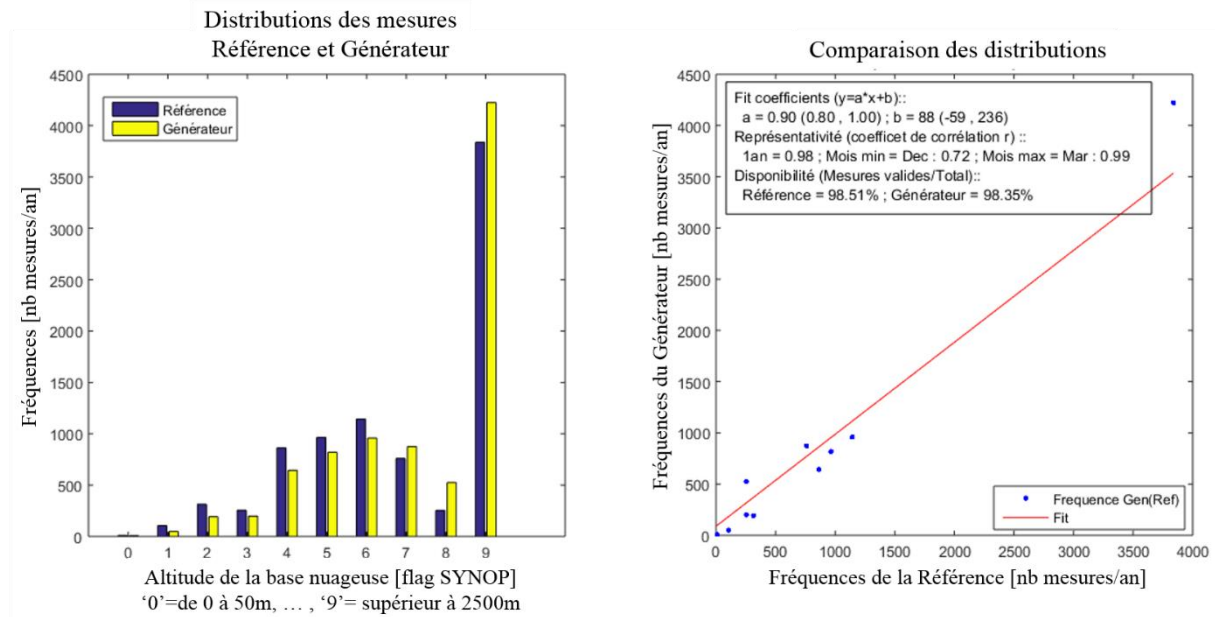 Distributions des mesures
Référence et Générateur
4500
4000
3500
3000
2500
2000
1500
1000
500
0
Fréquences [nb mesures/an]
Référence
Générateur
0 1 2 3 4 5 6 7 8 9
Altitude de la base nuageuse [flag SYNOP]
‘0’=de 0 à 50m, … , ‘9’= supérieur à 2500m
Comparaison des distributions
4500
4000
3500
3000
2500
2000
1500
1000
500
0
Fréquences du Générateur [nb mesures/an]
Fit coefficients (y=a*x+b)::
a = 0.90 (0.80 , 1.00) ; b = 88 (-59 , 236)
Représentativité (coefficet de corrélation r) ::
1an = 0.98 ; Mois min = Dec : 0.72 ; Mois max = Mar : 0.99
Disponibilité (Mesures valides/Total)::
Référence = 98.51% ; Générateur = 98.35%
Frequence Gen(Ref)
Fit
0 500 1000 1500 2000 2500 3000 3500 4000
Fréquences de la Référence [nb mesures/an]